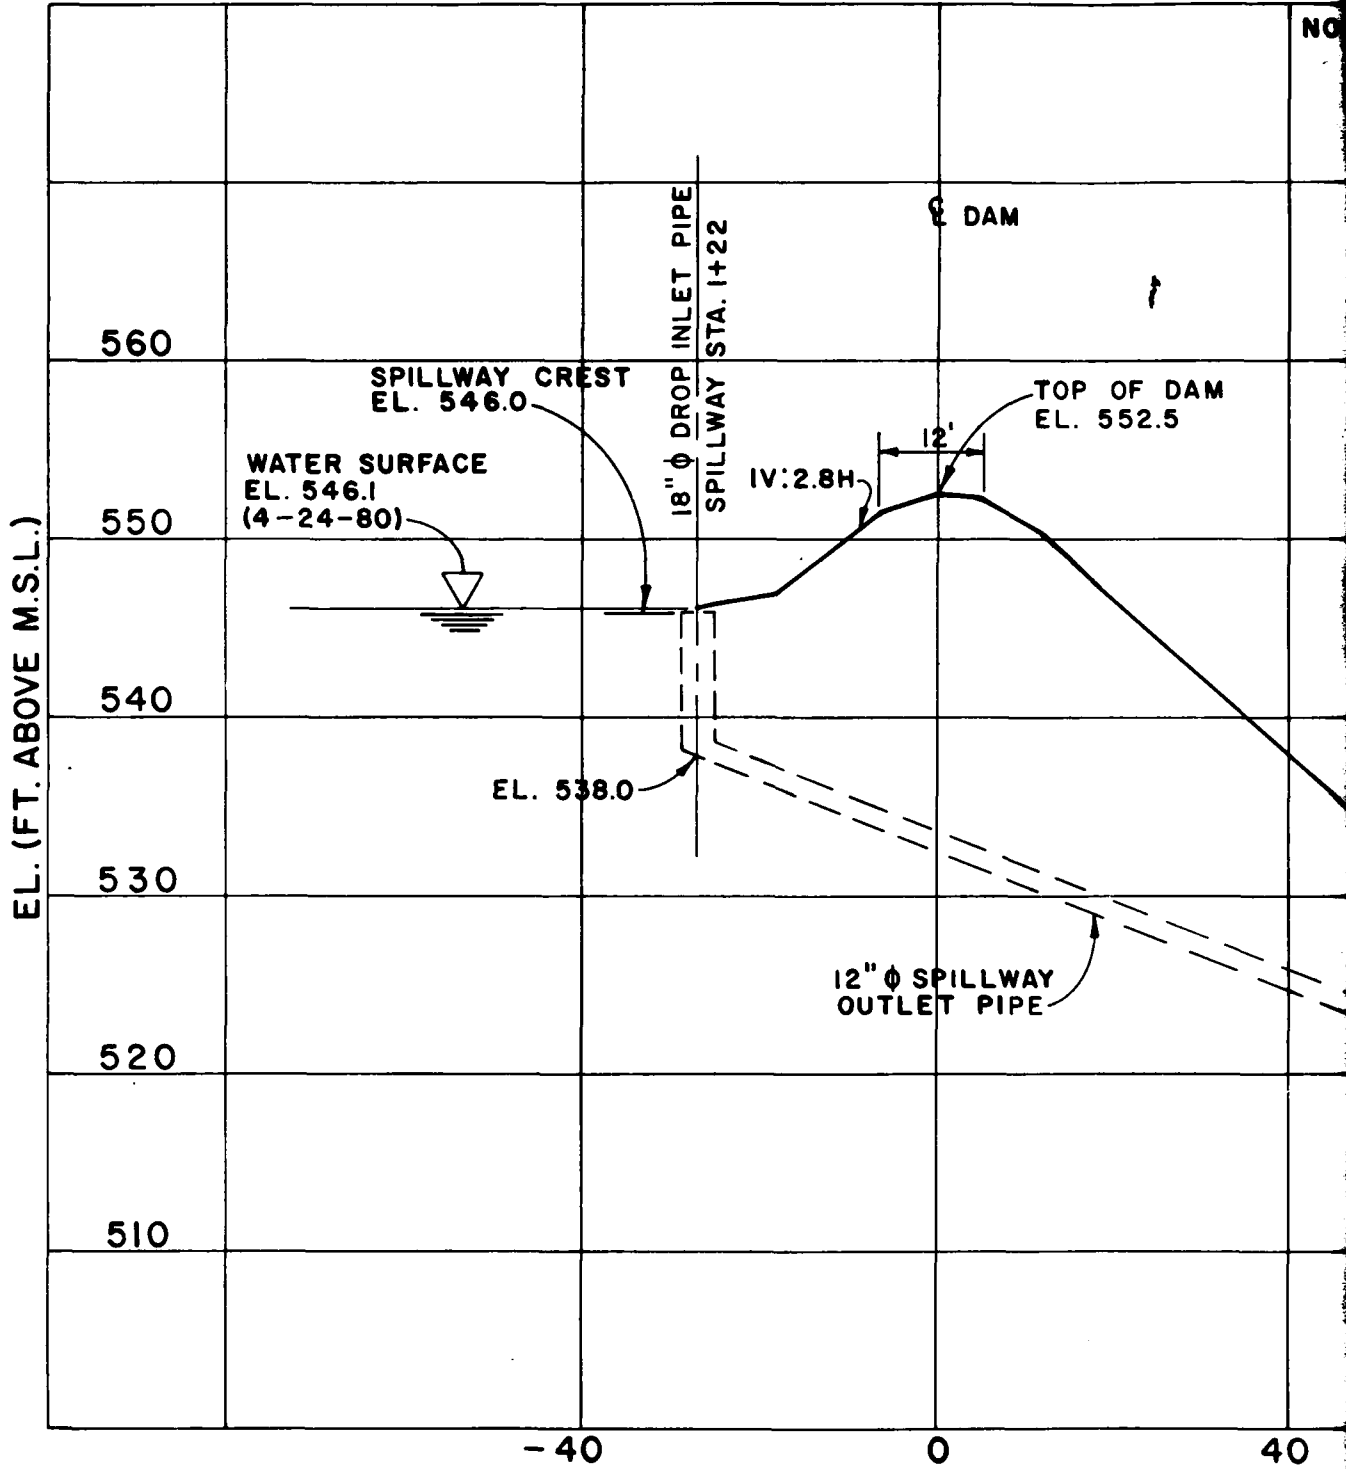 NO
18" ϕ DROP INLET PIPE
SPILLWAY STA. 1+22
℄ DAM
560
SPILLWAY CREST
EL. 546.0
TOP OF DAM
EL. 552.5
12'
WATER SURFACE
EL. 546.1
(4-24-80)
1V:2.8H
550
EL. (FT. ABOVE M.S.L.)
540
EL. 538.0
530
12" ϕ SPILLWAY
OUTLET PIPE
520
510
-40 0 40